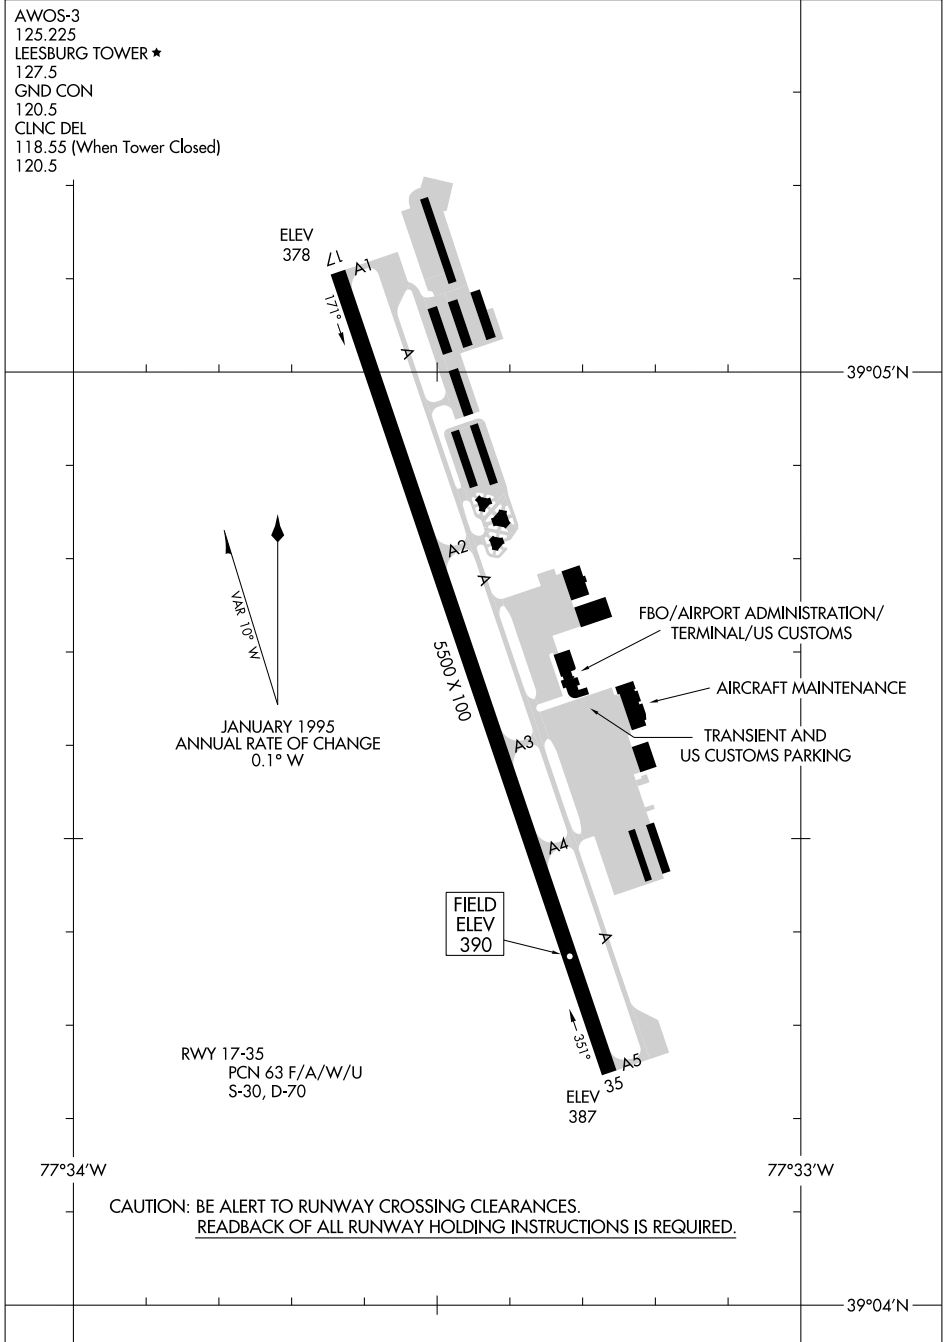 AWOS-3
125.225
LEESBURG TOWER ★
127.5
GND CON
120.5
CLNC DEL
118.55 (When Tower Closed)
120.5
ELEV
378
17
A1
171°
A
39°05'N
A2
A
VAR 10° W
FBO/AIRPORT ADMINISTRATION/
TERMINAL/US CUSTOMS
5500 X 100
AIRCRAFT MAINTENANCE
JANUARY 1995
ANNUAL RATE OF CHANGE
0.1° W
TRANSIENT AND
US CUSTOMS PARKING
A3
A4
FIELD
ELEV
390
A
351°
RWY 17-35
PCN 63 F/A/W/U
S-30, D-70
A5
35
ELEV
387
77°34'W
77°33'W
CAUTION: BE ALERT TO RUNWAY CROSSING CLEARANCES.
READBACK OF ALL RUNWAY HOLDING INSTRUCTIONS IS REQUIRED.
39°04'N